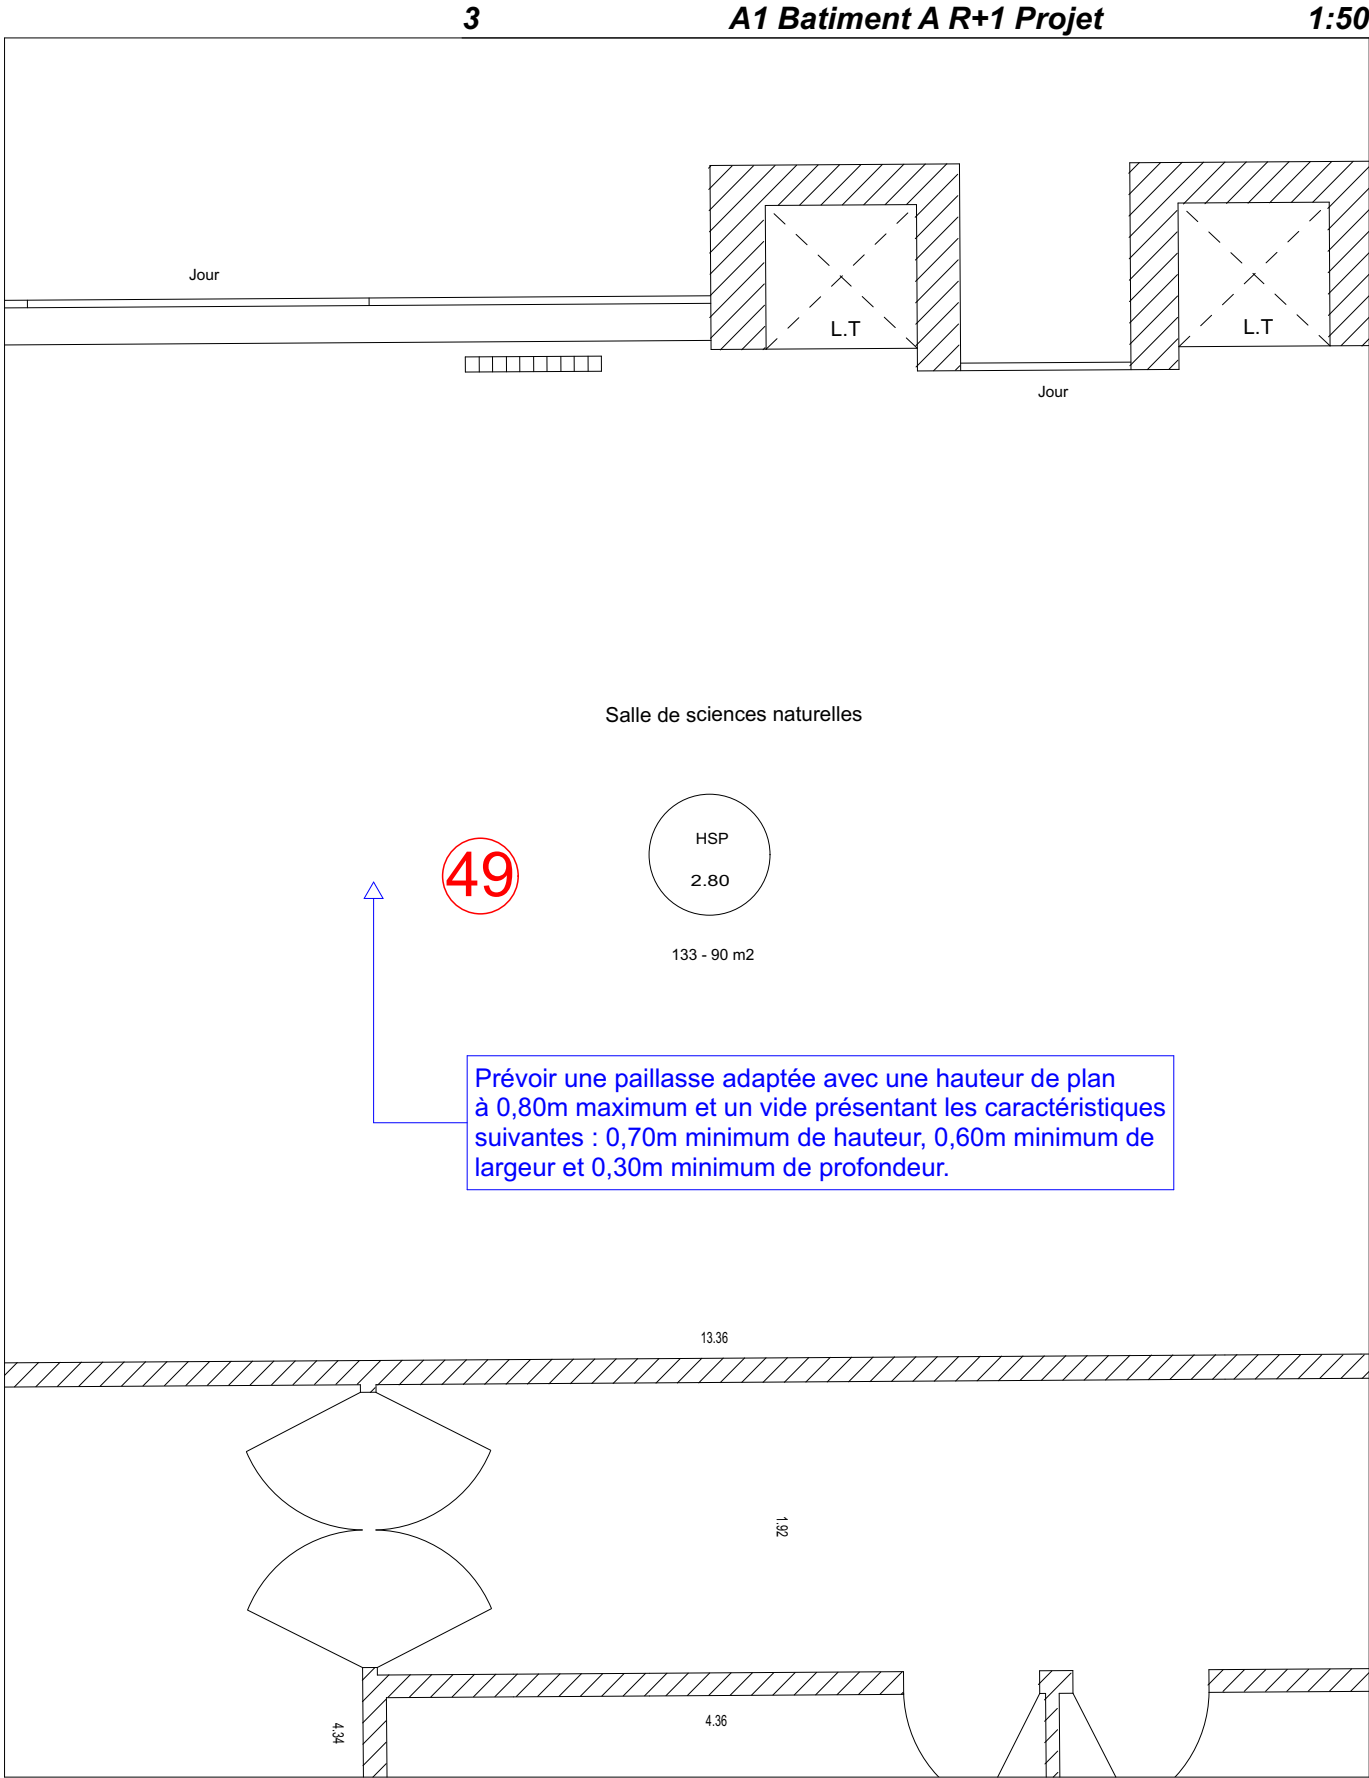 3 A1 Batiment A R+1 Projet 1:50
Jour
L.T
L.T
Jour
Salle de sciences naturelles
HSP
2.80
49
133 - 90 m2
Prévoir une paillasse adaptée avec une hauteur de plan
à 0,80m maximum et un vide présentant les caractéristiques
suivantes : 0,70m minimum de hauteur, 0,60m minimum de
largeur et 0,30m minimum de profondeur.
13.36
1.92
4.34
4.36